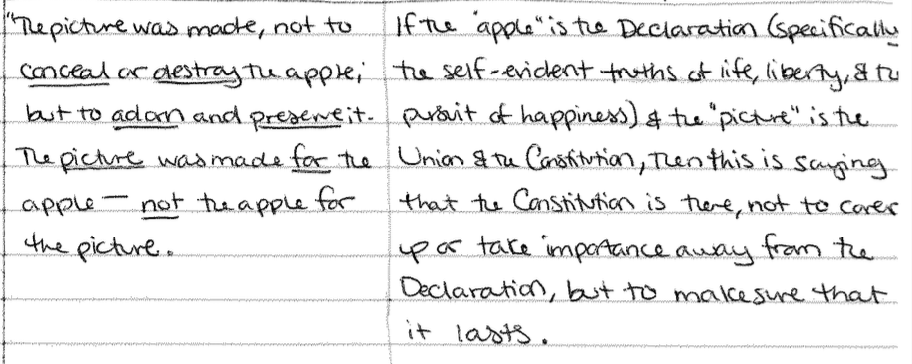 "The picture was made, not to
conceal or destroy the apple;
but to adorn and preserve it.
The picture was made for the
apple — not the apple for
the picture.
If the "apple" is the Declaration (specifically
the self-evident truths of life, liberty, & the
pursuit of happiness) & the "picture" is the
Union & the Constitution, then this is saying
that the Constitution is there, not to cover
up or take importance away from the
Declaration, but to make sure that
it lasts.